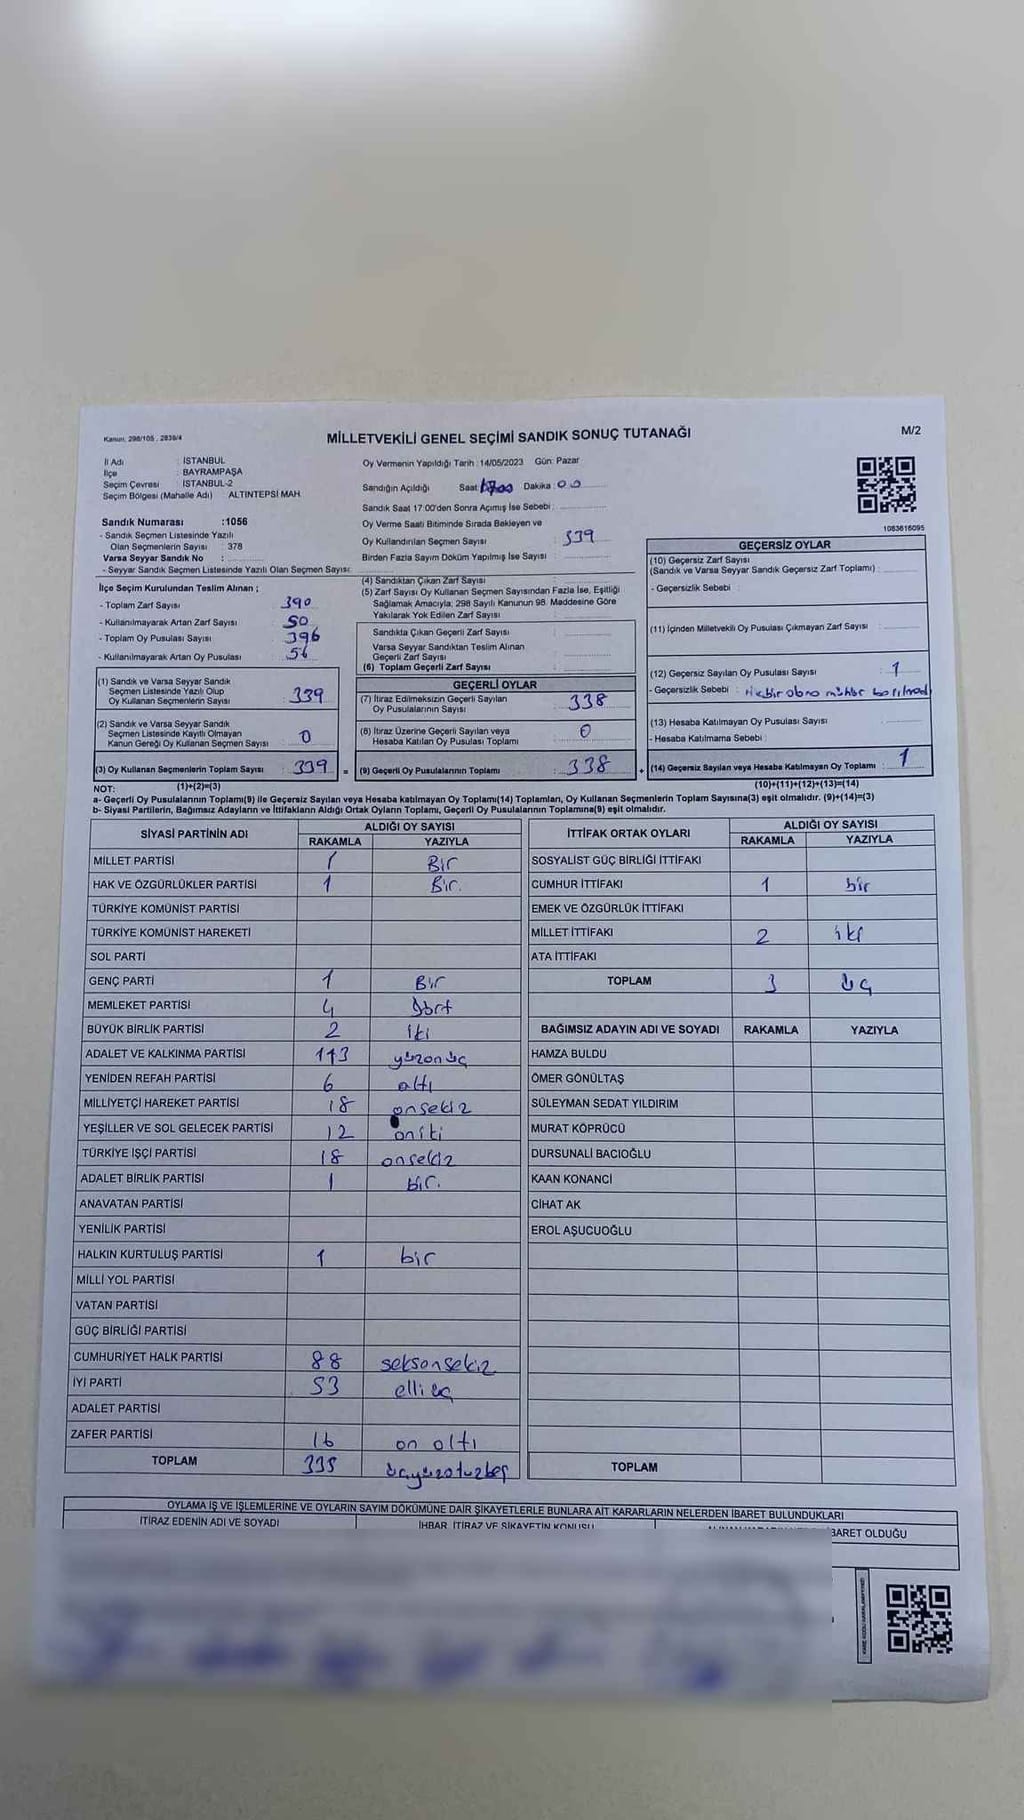 Kanun, 298/105 , 2839/4
MİLLETVEKİLİ GENEL SEÇİMİ SANDIK SONUÇ TUTANAĞI
M/2
İl Adı : İSTANBUL
İlçe : BAYRAMPAŞA
Seçim Çevresi : İSTANBUL-2
Seçim Bölgesi (Mahalle Adı) ALTINTEPSİ MAH.
Oy Vermenin Yapıldığı Tarih : 14/05/2023 Gün: Pazar
Sandığın Açıldığı Saat : 1700 Dakika : 00
Sandık Saat 17:00'den Sonra Açımış İse Sebebi :
Oy Verme Saati Bitiminde Sırada Bekleyen ve
Oy Kullandırılan Seçmen Sayısı : 339
Birden Fazla Sayım Döküm Yapılmış İse Sayısı :
1083616095
Sandık Numarası :1056
- Sandık Seçmen Listesinde Yazılı
Olan Seçmenlerin Sayısı : 378
Varsa Seyyar Sandık No :
- Seyyar Sandık Seçmen Listesinde Yazılı Olan Seçmen Sayısı:
İlçe Seçim Kurulundan Teslim Alınan ;
- Toplam Zarf Sayısı : 390
- Kullanılmayarak Artan Zarf Sayısı : 50
- Toplam Oy Pusulası Sayısı : 396
- Kullanılmayarak Artan Oy Pusulası : 56
(1) Sandık ve Varsa Seyyar Sandık
Seçmen Listesinde Yazılı Olup
Oy Kullanan Seçmenlerin Sayısı : 339
(2) Sandık ve Varsa Seyyar Sandık
Seçmen Listesinde Kayıtlı Olmayan
Kanun Gereği Oy Kullanan Seçmen Sayısı : 0
(3) Oy Kullanan Seçmenlerin Toplam Sayısı : 339 =
(1)+(2)=(3)
(4) Sandıktan Çıkan Zarf Sayısı :
(5) Zarf Sayısı Oy Kullanan Seçmen Sayısından Fazla İse, Eşitliği
Sağlamak Amacıyla; 298 Sayılı Kanunun 98. Maddesine Göre
Yakılarak Yok Edilen Zarf Sayısı :
Sandıkta Çıkan Geçerli Zarf Sayısı :
Varsa Seyyar Sandıktan Teslim Alınan
Geçerli Zarf Sayısı :
(6) Toplam Geçerli Zarf Sayısı :
GEÇERLİ OYLAR
(7) İtiraz Edilmeksizin Geçerli Sayılan
Oy Pusulalarının Sayısı : 338
(8) İtiraz Üzerine Geçerli Sayılan veya
Hesaba Katılan Oy Pusulası Toplamı : 0
(9) Geçerli Oy Pusulalarının Toplamı : 338 +
GEÇERSİZ OYLAR
(10) Geçersiz Zarf Sayısı
(Sandık ve Varsa Seyyar Sandık Geçersiz Zarf Toplamı) :
- Geçersizlik Sebebi :
(11) İçinden Milletvekili Oy Pusulası Çıkmayan Zarf Sayısı :
(12) Geçersiz Sayılan Oy Pusulası Sayısı : 1
- Geçersizlik Sebebi :
(13) Hesaba Katılmayan Oy Pusulası Sayısı :
- Hesaba Katılmama Sebebi :
(14) Geçersiz Sayılan veya Hesaba Katılmayan Oy Toplamı : 1
(10)+(11)+(12)+(13)=(14)
NOT:
a- Geçerli Oy Pusulalarının Toplamı(9) ile Geçersiz Sayılan veya Hesaba katılmayan Oy Toplamı(14) Toplamları, Oy Kullanan Seçmenlerin Toplam Sayısına(3) eşit olmalıdır. (9)+(14)=(3)
b- Siyasi Partilerin, Bağımsız Adayların ve İttifakların Aldığı Ortak Oyların Toplamı, Geçerli Oy Pusulalarının Toplamına(9) eşit olmalıdır.
SİYASİ PARTİNİN ADI ALDIĞI OY SAYISI
RAKAMLA YAZIYLA
MİLLET PARTİSİ 1 Bir
HAK VE ÖZGÜRLÜKLER PARTİSİ 1 Bir.
TÜRKİYE KOMÜNİST PARTİSİ
TÜRKİYE KOMÜNİST HAREKETİ
SOL PARTİ
GENÇ PARTİ 1 Bir
MEMLEKET PARTİSİ 4 Dört
BÜYÜK BİRLİK PARTİSİ 2 iki
ADALET VE KALKINMA PARTİSİ 113 yüzonüç
YENİDEN REFAH PARTİSİ 6 altı
MİLLİYETÇİ HAREKET PARTİSİ 18 onsekiz
YEŞİLLER VE SOL GELECEK PARTİSİ 12 oniki
TÜRKİYE İŞÇİ PARTİSİ 18 onsekiz
ADALET BİRLİK PARTİSİ 1 bir.
ANAVATAN PARTİSİ
YENİLİK PARTİSİ
HALKIN KURTULUŞ PARTİSİ 1 bir
MİLLİ YOL PARTİSİ
VATAN PARTİSİ
GÜÇ BİRLİĞİ PARTİSİ
CUMHURİYET HALK PARTİSİ 88 seksensekiz
İYİ PARTİ 53 elliüç
ADALET PARTİSİ
ZAFER PARTİSİ 16 on altı
TOPLAM 335 üçyüzotuzbeş
İTTİFAK ORTAK OYLARI ALDIĞI OY SAYISI
RAKAMLA YAZIYLA
SOSYALİST GÜÇ BİRLİĞİ İTTİFAKI
CUMHUR İTTİFAKI 1 bir
EMEK VE ÖZGÜRLÜK İTTİFAKI
MİLLET İTTİFAKI 2 iki
ATA İTTİFAKI
TOPLAM 3 üç
BAĞIMSIZ ADAYIN ADI VE SOYADI RAKAMLA YAZIYLA
HAMZA BULDU
ÖMER GÖNÜLTAŞ
SÜLEYMAN SEDAT YILDIRIM
MURAT KÖPRÜCÜ
DURSUNALİ BACIOĞLU
KAAN KONANCİ
CİHAT AK
EROL AŞUCUOĞLU
TOPLAM
OYLAMA İŞ VE İŞLEMLERİNE VE OYLARIN SAYIM DÖKÜMÜNE DAİR ŞİKAYETLERLE BUNLARA AİT KARARLARIN NELERDEN İBARET BULUNDUKLARI
İTİRAZ EDENİN ADI VE SOYADI İHBAR, İTİRAZ VE ŞİKAYETİN KONUSU BARET OLDUĞU